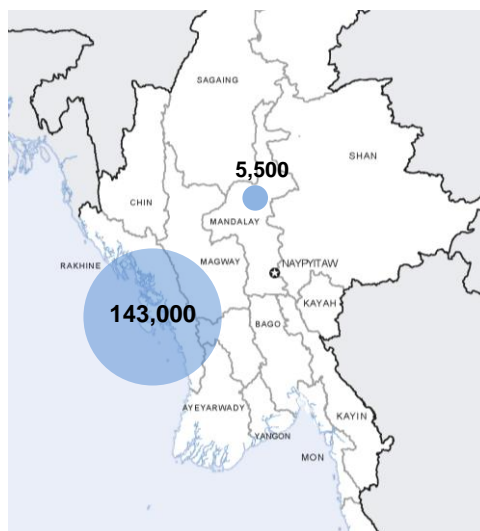 SAGAING
SHAN
5,500
CHIN
MANDALAY
RAKHINE
MAGWAY
NAYPYITAW
KAYAH
143,000
BAGO
AYEYARWADY
KAYIN
YANGON
MON